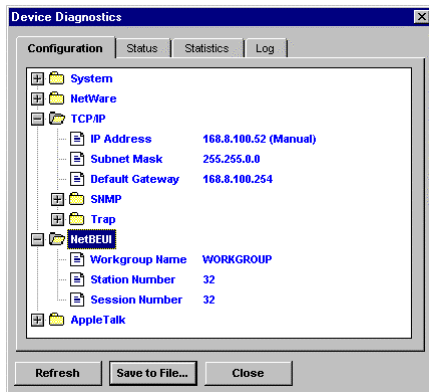 Device Diagnostics
Configuration Status Statistics Log
System
NetWare
TCP/IP
IP Address 168.8.100.52 (Manual)
Subnet Mask 255.255.0.0
Default Gateway 168.8.100.254
SNMP
Trap
NetBEUI
Workgroup Name WORKGROUP
Station Number 32
Session Number 32
AppleTalk
Refresh Save to File... Close